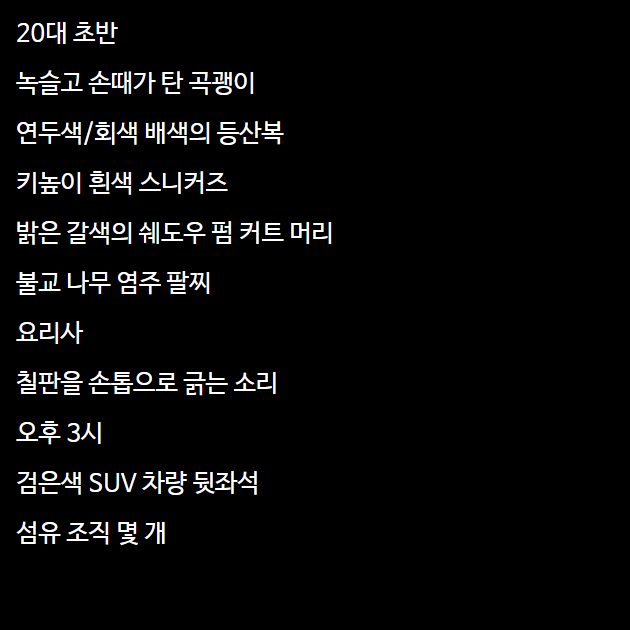 20대 초반
녹슬고 손때가 탄 곡괭이
연두색/회색 배색의 등산복
키높이 흰색 스니커즈
밝은 갈색의 쉐도우 펌 커트 머리
불교 나무 염주 팔찌
요리사
칠판을 손톱으로 긁는 소리
오후 3시
검은색 SUV 차량 뒷좌석
섬유 조직 몇 개